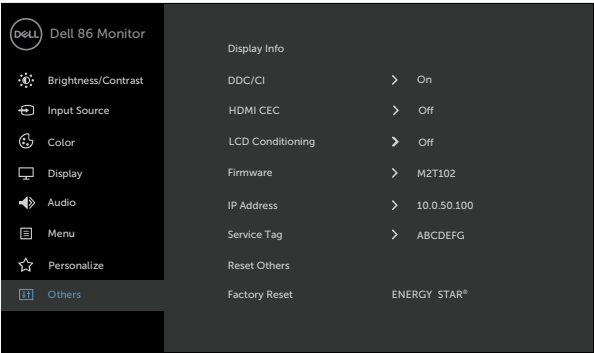 DELL Dell 86 Monitor
Display Info
Brightness/Contrast DDC/CI > On
Input Source HDMI CEC > Off
Color LCD Conditioning > Off
Display Firmware > M2T102
Audio IP Address > 10.0.50.100
Menu Service Tag > ABCDEFG
Personalize Reset Others
Others Factory Reset ENERGY STAR®